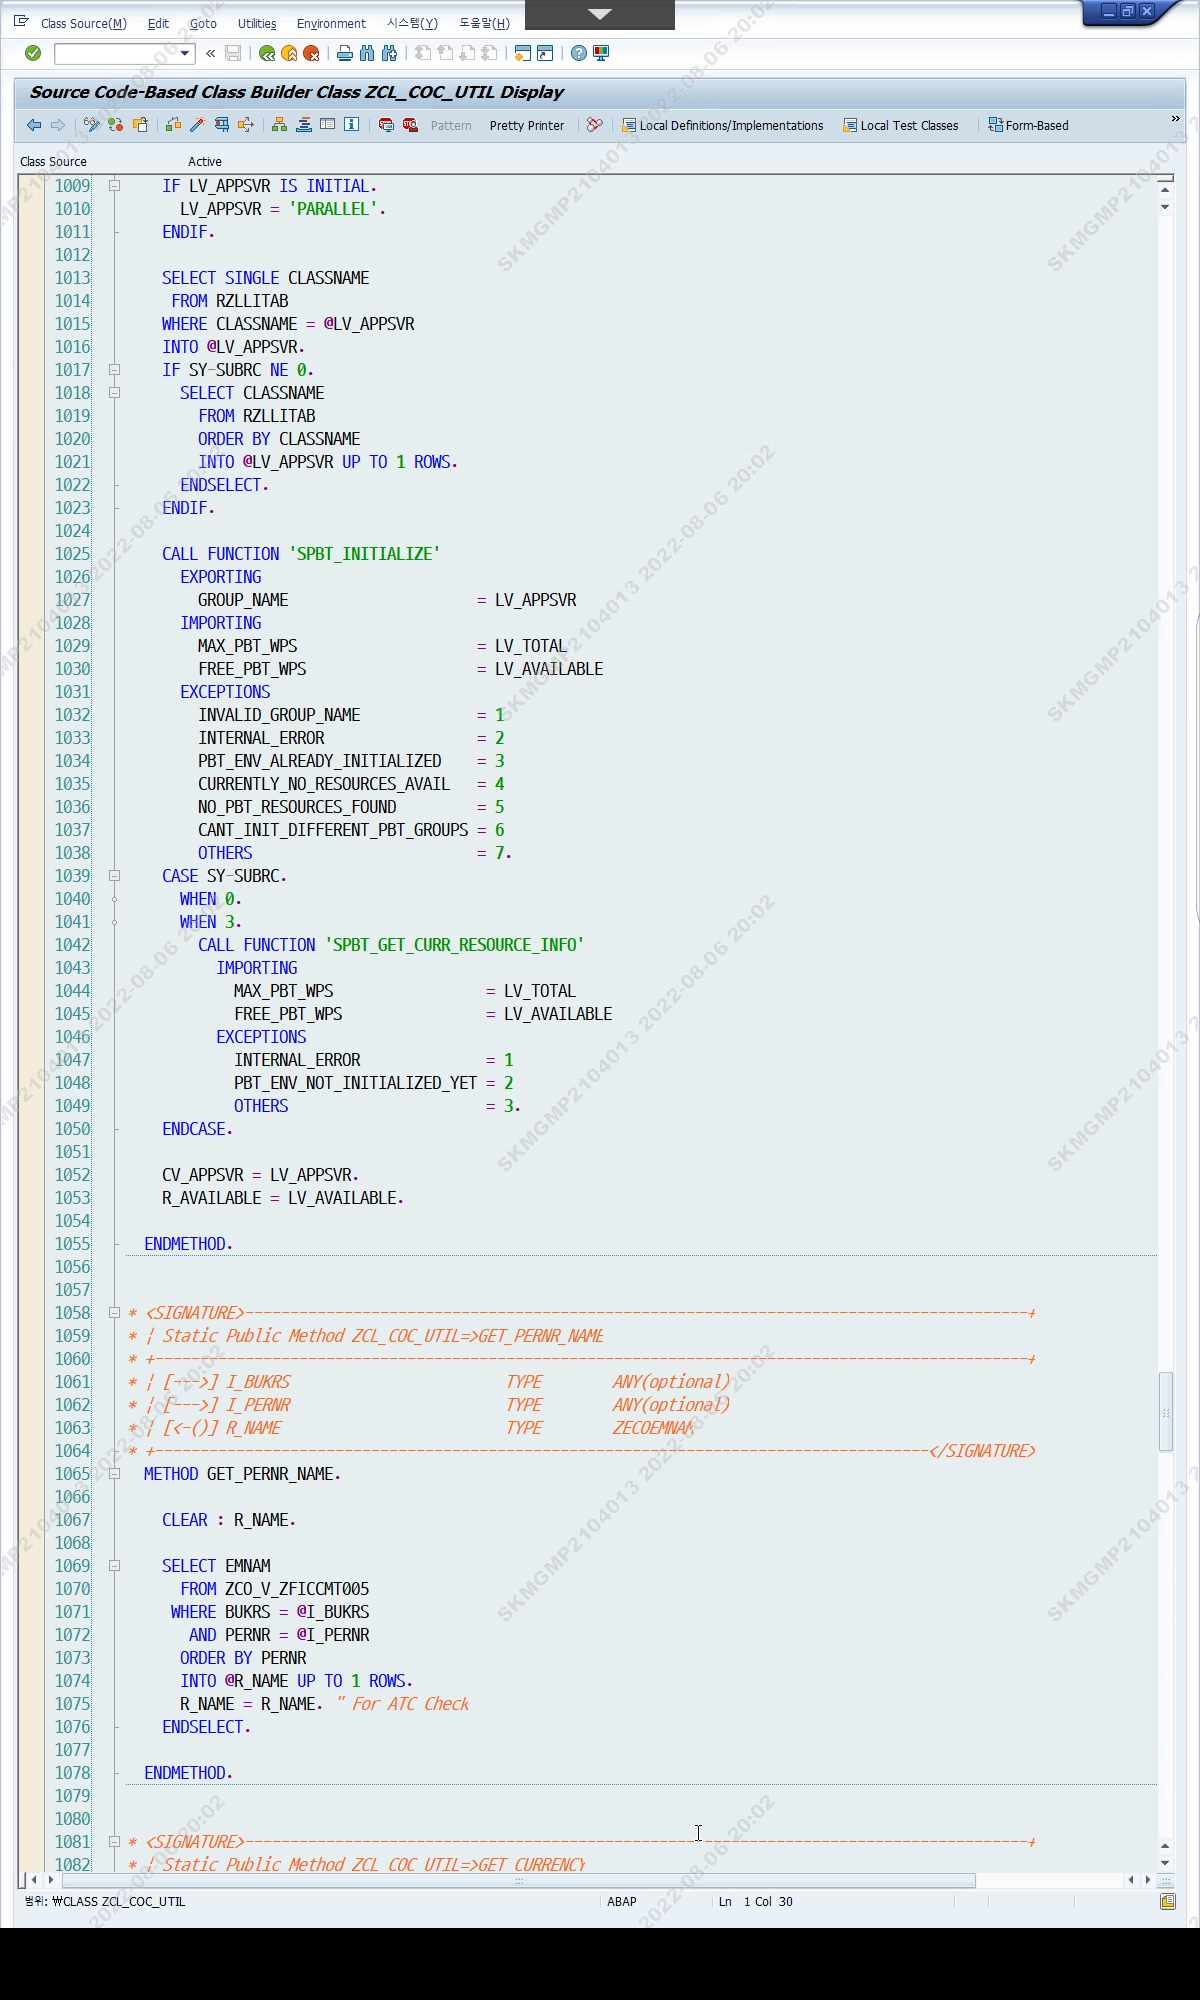 Class Source(M) Edit Goto Utilities Environment 시스템(Y) 도움말(H)
Source Code-Based Class Builder Class ZCL_COC_UTIL Display
Pattern Pretty Printer Local Definitions/Implementations Local Test Classes Form-Based
Class Source Active
1009 IF LV_APPSVR IS INITIAL.
1010 LV_APPSVR = 'PARALLEL'.
1011 ENDIF.
1012
1013 SELECT SINGLE CLASSNAME
1014 FROM RZLLITAB
1015 WHERE CLASSNAME = @LV_APPSVR
1016 INTO @LV_APPSVR.
1017 IF SY-SUBRC NE 0.
1018 SELECT CLASSNAME
1019 FROM RZLLITAB
1020 ORDER BY CLASSNAME
1021 INTO @LV_APPSVR UP TO 1 ROWS.
1022 ENDSELECT.
1023 ENDIF.
1024
1025 CALL FUNCTION 'SPBT_INITIALIZE'
1026 EXPORTING
1027 GROUP_NAME = LV_APPSVR
1028 IMPORTING
1029 MAX_PBT_WPS = LV_TOTAL
1030 FREE_PBT_WPS = LV_AVAILABLE
1031 EXCEPTIONS
1032 INVALID_GROUP_NAME = 1
1033 INTERNAL_ERROR = 2
1034 PBT_ENV_ALREADY_INITIALIZED = 3
1035 CURRENTLY_NO_RESOURCES_AVAIL = 4
1036 NO_PBT_RESOURCES_FOUND = 5
1037 CANT_INIT_DIFFERENT_PBT_GROUPS = 6
1038 OTHERS = 7.
1039 CASE SY-SUBRC.
1040 WHEN 0.
1041 WHEN 3.
1042 CALL FUNCTION 'SPBT_GET_CURR_RESOURCE_INFO'
1043 IMPORTING
1044 MAX_PBT_WPS = LV_TOTAL
1045 FREE_PBT_WPS = LV_AVAILABLE
1046 EXCEPTIONS
1047 INTERNAL_ERROR = 1
1048 PBT_ENV_NOT_INITIALIZED_YET = 2
1049 OTHERS = 3.
1050 ENDCASE.
1051
1052 CV_APPSVR = LV_APPSVR.
1053 R_AVAILABLE = LV_AVAILABLE.
1054
1055 ENDMETHOD.
1056
1057
1058 * <SIGNATURE>---------------------------------------------------------------------------------------+
1059 * | Static Public Method ZCL_COC_UTIL=>GET_PERNR_NAME
1060 * +-------------------------------------------------------------------------------------------------+
1061 * | [--->] I_BUKRS TYPE ANY(optional)
1062 * | [--->] I_PERNR TYPE ANY(optional)
1063 * | [<-()] R_NAME TYPE ZECOEMNAM
1064 * +--------------------------------------------------------------------------------------</SIGNATURE>
1065 METHOD GET_PERNR_NAME.
1066
1067 CLEAR : R_NAME.
1068
1069 SELECT EMNAM
1070 FROM ZCO_V_ZFICCMT005
1071 WHERE BUKRS = @I_BUKRS
1072 AND PERNR = @I_PERNR
1073 ORDER BY PERNR
1074 INTO @R_NAME UP TO 1 ROWS.
1075 R_NAME = R_NAME. " For ATC Check
1076 ENDSELECT.
1077
1078 ENDMETHOD.
1079
1080
1081 * <SIGNATURE>---------------------------------------------------------------------------------------+
1082 * | Static Public Method ZCL_COC_UTIL=>GET_CURRENCY
범위: ₩CLASS ZCL_COC_UTIL ABAP Ln 1 Col 30
SKMGMP2104013 2022-08-06 20:02